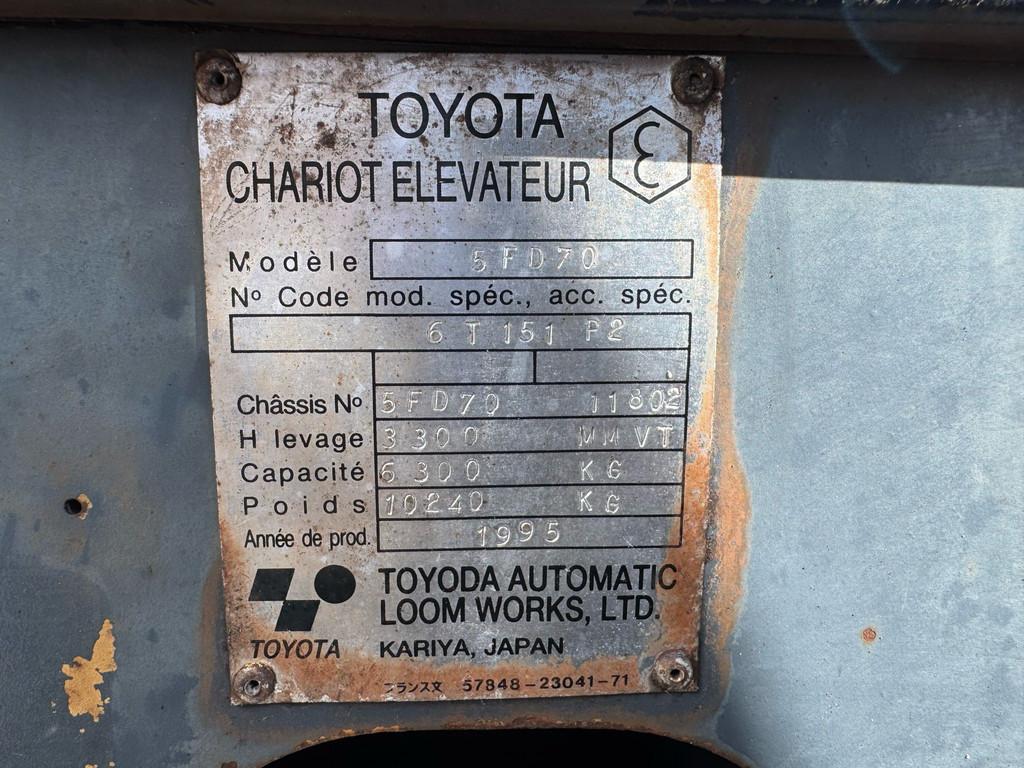 TOYOTA
CHARIOT ELEVATEUR
Modèle 5FD70
Nº Code mod. spéc., acc. spéc.
6 T 151 P2
Châssis Nº 5FD70 11802
H levage 3300 MM VT
Capacité 6300 KG
Poids 10240 KG
Année de prod. 1995
TOYODA AUTOMATIC
LOOM WORKS, LTD.
TOYOTA KARIYA, JAPAN
フランス文 57848-23041-71